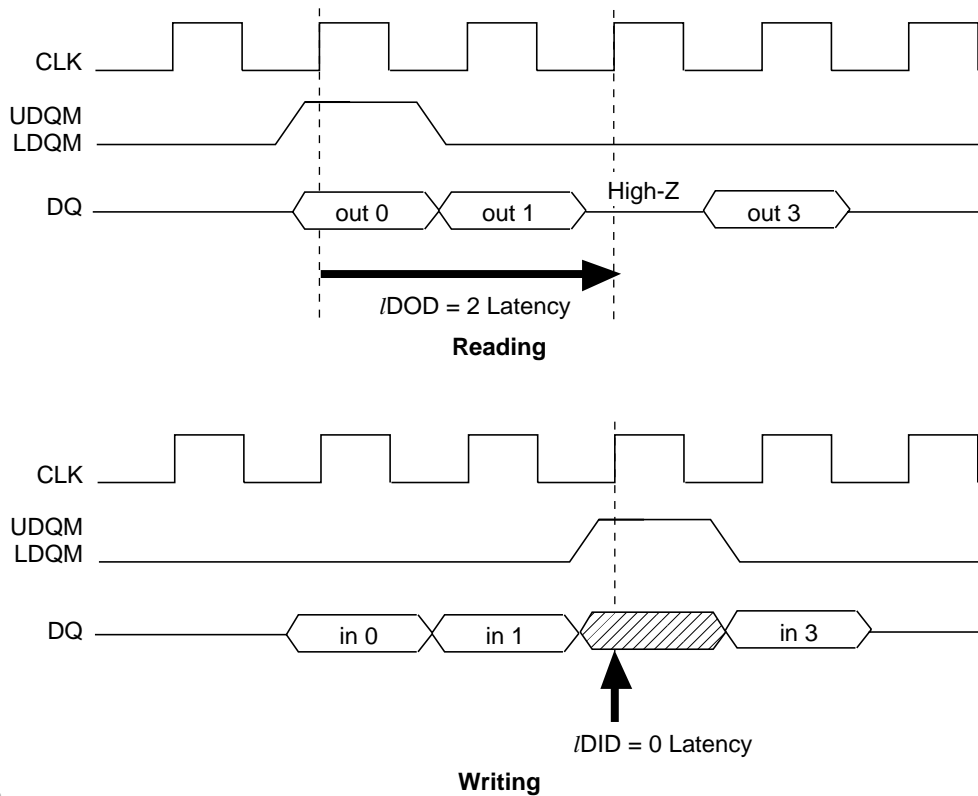 CLK
UDQM
LDQM
DQ
out 0
out 1
High-Z
out 3
lDOD = 2 Latency
Reading
CLK
UDQM
LDQM
DQ
in 0
in 1
in 3
lDID = 0 Latency
Writing